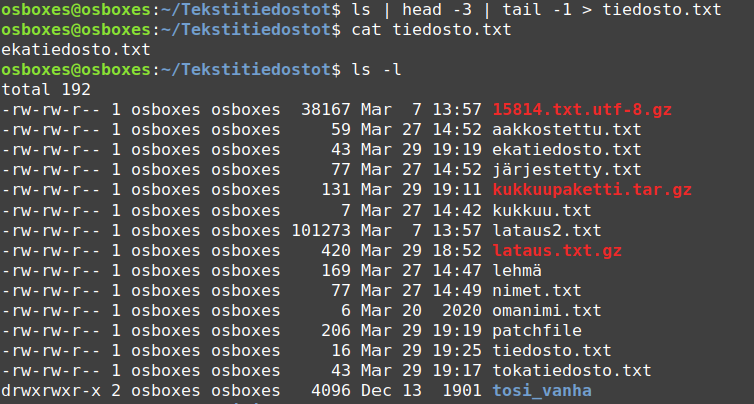 osboxes@osboxes:~/Tekstitiedostot$ ls | head -3 | tail -1 > tiedosto.txt
osboxes@osboxes:~/Tekstitiedostot$ cat tiedosto.txt
ekatiedosto.txt
osboxes@osboxes:~/Tekstitiedostot$ ls -l
total 192
-rw-rw-r-- 1 osboxes osboxes  38167 Mar  7 13:57 15814.txt.utf-8.gz
-rw-rw-r-- 1 osboxes osboxes     59 Mar 27 14:52 aakkostettu.txt
-rw-rw-r-- 1 osboxes osboxes     43 Mar 29 19:19 ekatiedosto.txt
-rw-rw-r-- 1 osboxes osboxes     77 Mar 27 14:52 järjestetty.txt
-rw-rw-r-- 1 osboxes osboxes    131 Mar 29 19:11 kukkuupaketti.tar.gz
-rw-rw-r-- 1 osboxes osboxes      7 Mar 27 14:42 kukkuu.txt
-rw-rw-r-- 1 osboxes osboxes 101273 Mar  7 13:57 lataus2.txt
-rw-rw-r-- 1 osboxes osboxes    420 Mar 29 18:52 lataus.txt.gz
-rw-rw-r-- 1 osboxes osboxes    169 Mar 27 14:47 lehmä
-rw-rw-r-- 1 osboxes osboxes     77 Mar 27 14:49 nimet.txt
-rw-rw-r-- 1 osboxes osboxes      6 Mar 20  2020 omanimi.txt
-rw-rw-r-- 1 osboxes osboxes    206 Mar 29 19:19 patchfile
-rw-rw-r-- 1 osboxes osboxes     16 Mar 29 19:25 tiedosto.txt
-rw-rw-r-- 1 osboxes osboxes     43 Mar 29 19:17 tokatiedosto.txt
drwxrwxr-x 2 osboxes osboxes   4096 Dec 13  1901 tosi_vanha